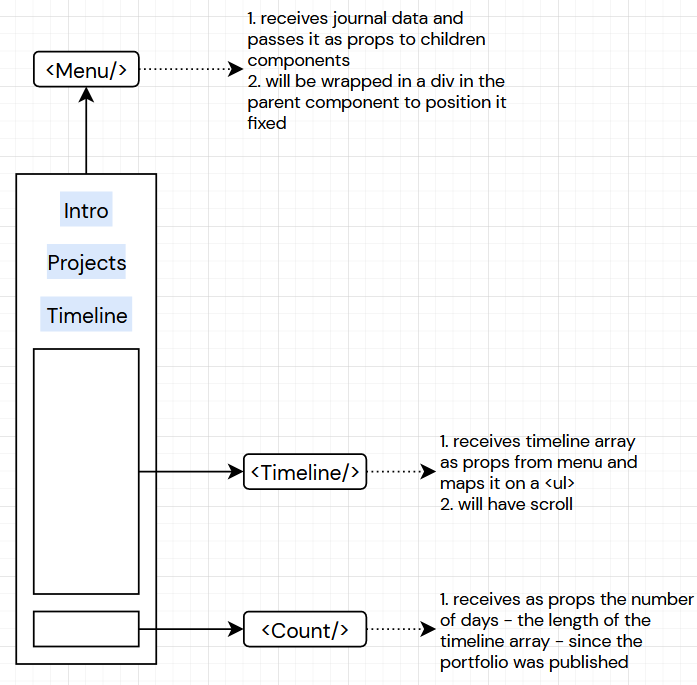 1. receives journal data and
passes it as props to children
components
2. will be wrapped in a div in the
parent component to position it
fixed
<Menu/>
Intro
Projects
Timeline
1. receives timeline array
as props from menu and
maps it on a <ul>
2. will have scroll
<Timeline/>
1. receives as props the number
of days - the length of the
timeline array - since the
portfolio was published
<Count/>